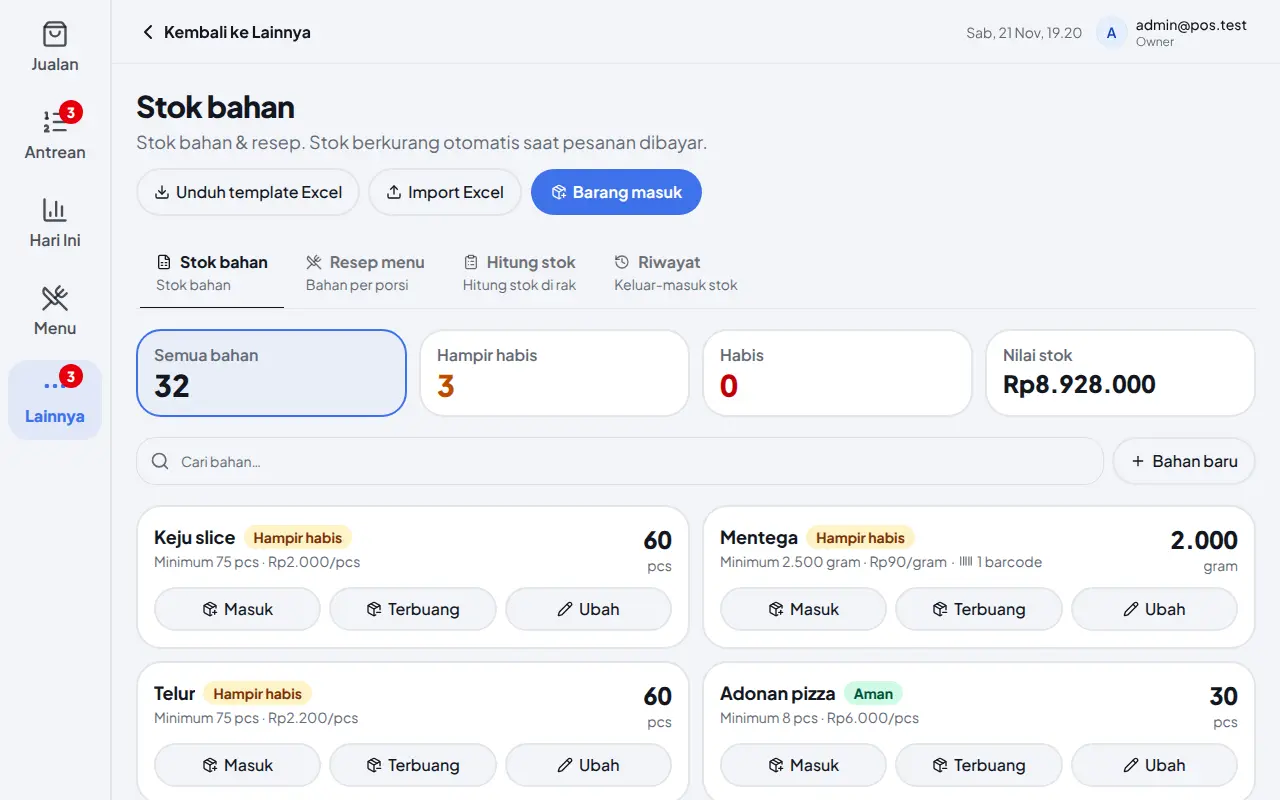 Jualan
3
Antrean
Hari Ini
Menu
3
Lainnya
Kembali ke Lainnya
Sab, 21 Nov, 19.20
A
admin@pos.test
Owner
Stok bahan
Stok bahan & resep. Stok berkurang otomatis saat pesanan dibayar.
Unduh template Excel
Import Excel
Barang masuk
Stok bahan
Stok bahan
Resep menu
Bahan per porsi
Hitung stok
Hitung stok di rak
Riwayat
Keluar-masuk stok
Semua bahan
32
Hampir habis
3
Habis
0
Nilai stok
Rp8.928.000
Cari bahan...
Bahan baru
Keju slice Hampir habis
60
Minimum 75 pcs · Rp2.000/pcs
pcs
Masuk
Terbuang
Ubah
Mentega Hampir habis
2.000
Minimum 2.500 gram · Rp90/gram · 1 barcode
gram
Masuk
Terbuang
Ubah
Telur Hampir habis
60
Minimum 75 pcs · Rp2.200/pcs
pcs
Masuk
Terbuang
Ubah
Adonan pizza Aman
30
Minimum 8 pcs · Rp6.000/pcs
pcs
Masuk
Terbuang
Ubah